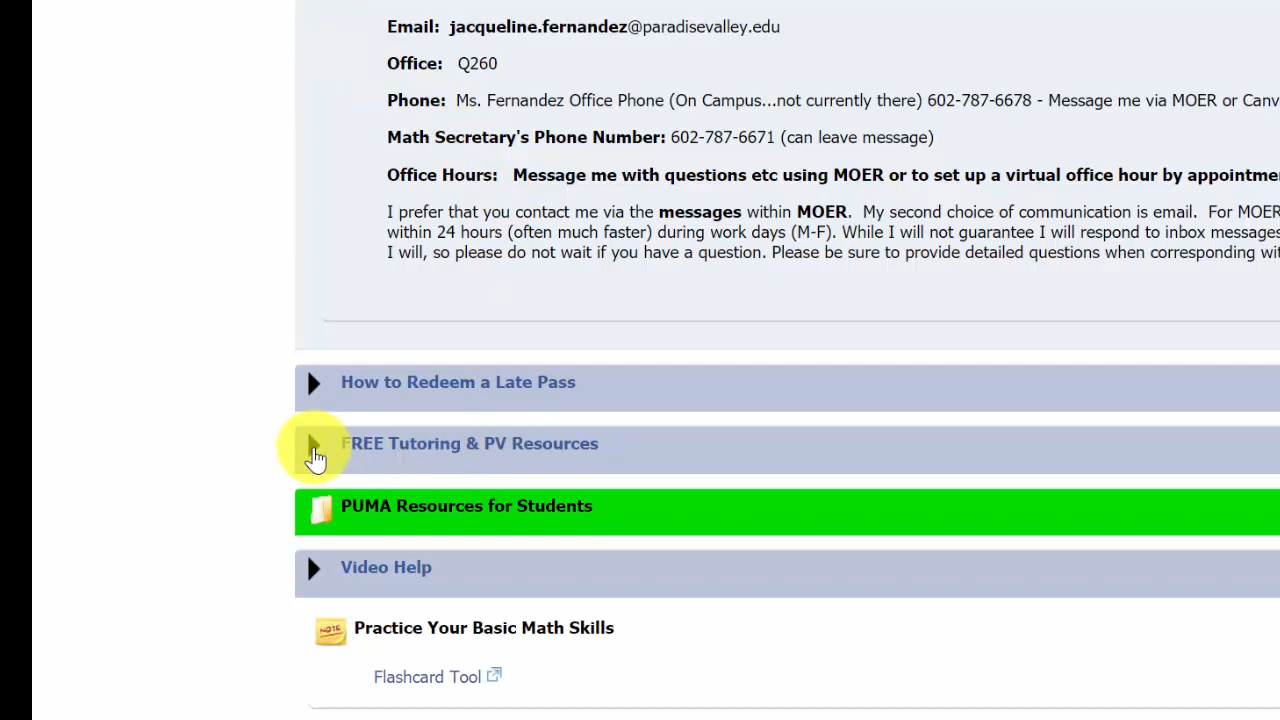 Email: jacqueline.fernandez@paradisevalley.edu
Office: Q260
Phone: Ms. Fernandez Office Phone (On Campus...not currently there) 602-787-6678 - Message me via MOER or Canv
Math Secretary's Phone Number: 602-787-6671 (can leave message)
Office Hours: Message me with questions etc using MOER or to set up a virtual office hour by appointme
I prefer that you contact me via the messages within MOER. My second choice of communication is email. For MOER
within 24 hours (often much faster) during work days (M-F). While I will not guarantee I will respond to inbox messages
I will, so please do not wait if you have a question. Please be sure to provide detailed questions when corresponding wit
How to Redeem a Late Pass
FREE Tutoring & PV Resources
PUMA Resources for Students
Video Help
NOTE Practice Your Basic Math Skills
Flashcard Tool